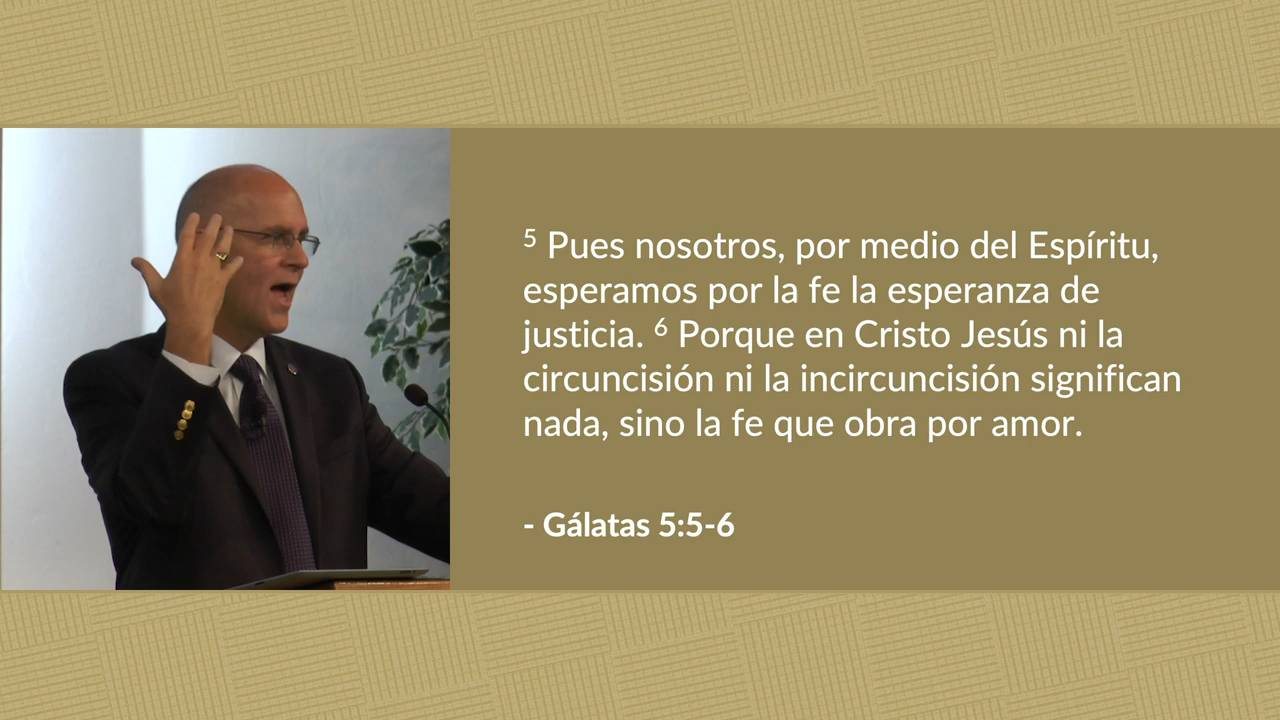 ⁵ Pues nosotros, por medio del Espíritu,
esperamos por la fe la esperanza de
justicia. ⁶ Porque en Cristo Jesús ni la
circuncisión ni la incircuncisión significan
nada, sino la fe que obra por amor.
- Gálatas 5:5-6